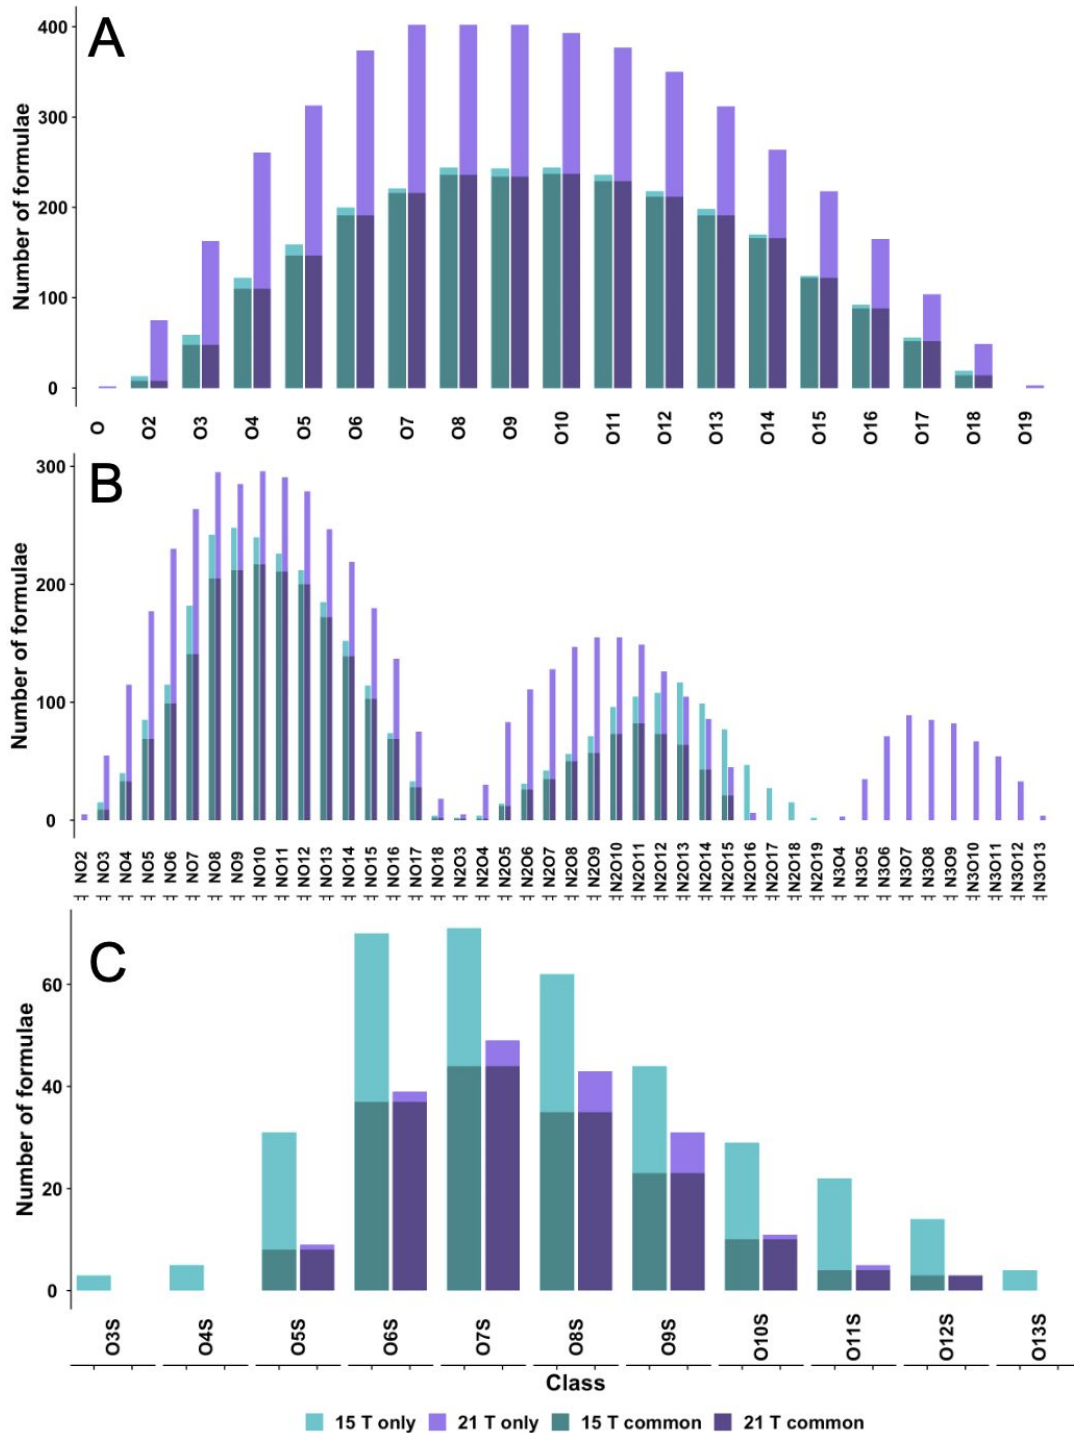 A
Number of formulae
400
300
200
100
0
O O2 O3 O4 O5 O6 O7 O8 O9 O10 O11 O12 O13 O14 O15 O16 O17 O18 O19
B
Number of formulae
300
200
100
0
NO2 NO3 NO4 NO5 NO6 NO7 NO8 NO9 NO10 NO11 NO12 NO13 NO14 NO15 NO16 NO17 NO18 N2O3 N2O4 N2O5 N2O6 N2O7 N2O8 N2O9 N2O10 N2O11 N2O12 N2O13 N2O14 N2O15 N2O16 N2O17 N2O18 N2O19 N3O4 N3O5 N3O6 N3O7 N3O8 N3O9 N3O10 N3O11 N3O12 N3O13
C
Number of formulae
60
40
20
0
O3S O4S O5S O6S O7S O8S O9S O10S O11S O12S O13S
Class
15 T only 21 T only 15 T common 21 T common